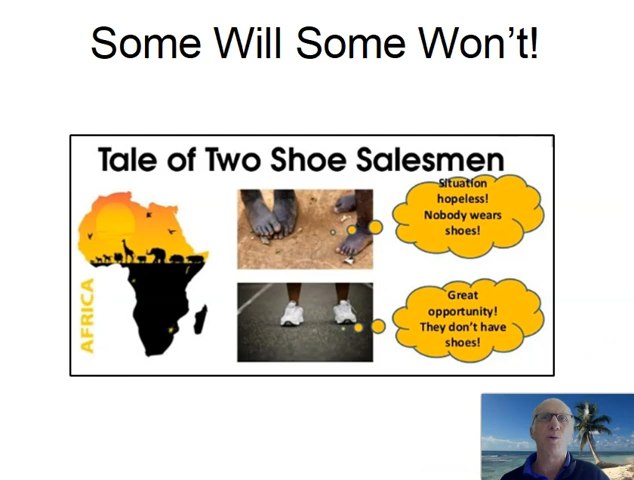 Some Will Some Won't!
Tale of Two Shoe Salesmen
Situation
hopeless!
Nobody wears
shoes!
AFRICA
Great
opportunity!
They don't have
shoes!